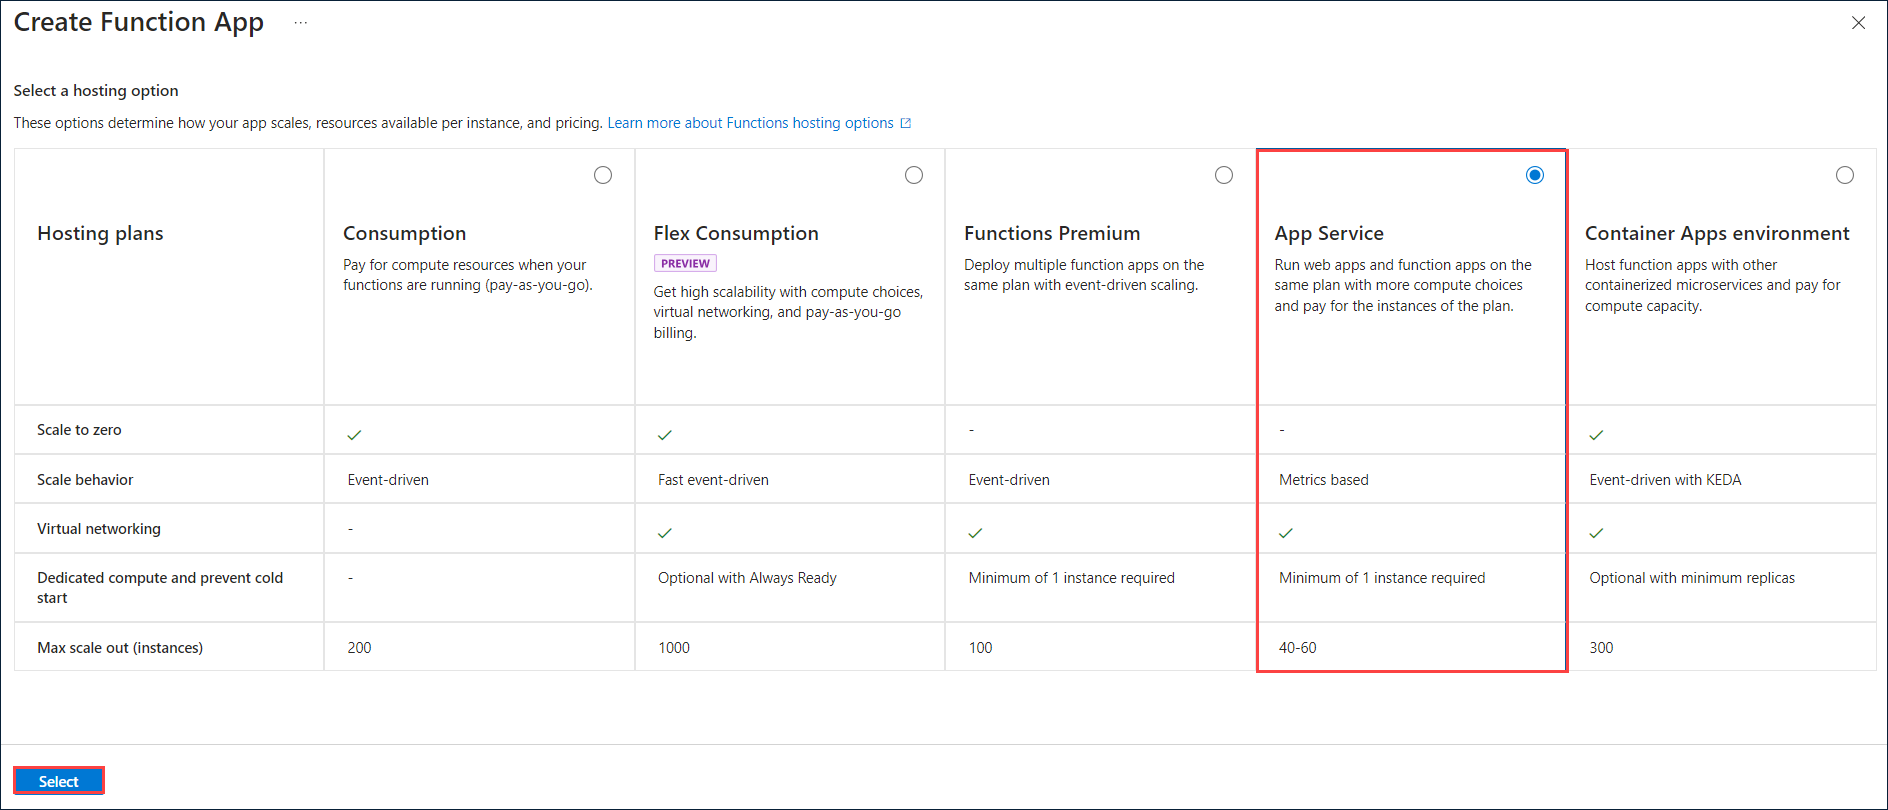 Create Function App ...
Select a hosting option
These options determine how your app scales, resources available per instance, and pricing. Learn more about Functions hosting options
Hosting plans
Consumption
Pay for compute resources when your
functions are running (pay-as-you-go).
Flex Consumption
PREVIEW
Get high scalability with compute choices,
virtual networking, and pay-as-you-go
billing.
Functions Premium
Deploy multiple function apps on the
same plan with event-driven scaling.
App Service
Run web apps and function apps on the
same plan with more compute choices
and pay for the instances of the plan.
Container Apps environment
Host function apps with other
containerized microservices and pay for
compute capacity.
Scale to zero - -
Scale behavior Event-driven Fast event-driven Event-driven Metrics based Event-driven with KEDA
Virtual networking -
Dedicated compute and prevent cold
start
- Optional with Always Ready Minimum of 1 instance required Minimum of 1 instance required Optional with minimum replicas
Max scale out (instances) 200 1000 100 40-60 300
Select